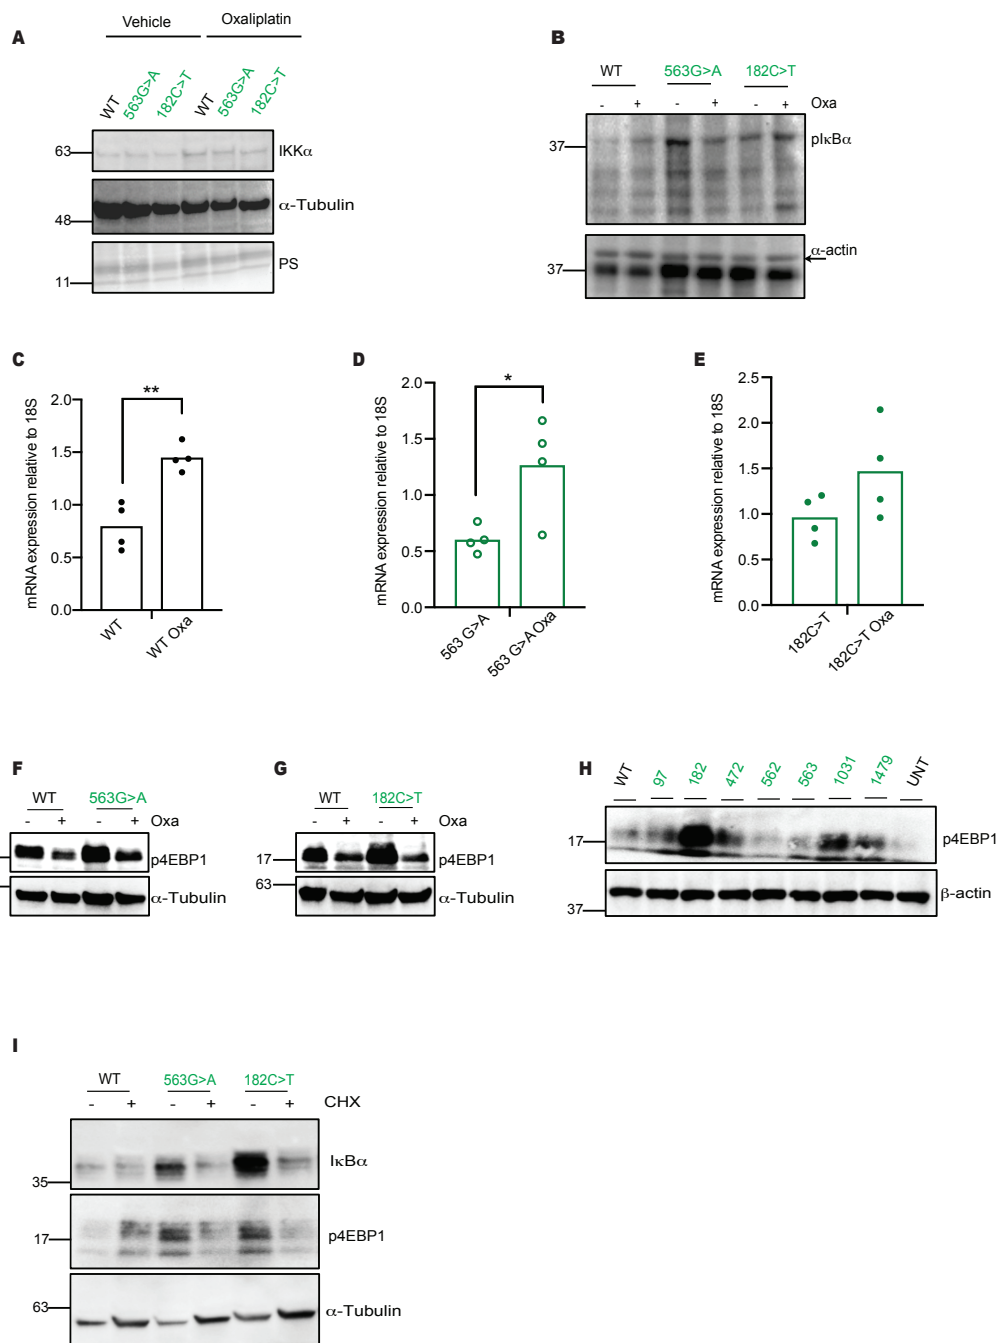 A
Vehicle
Oxaliplatin
WT
563G>A
182C>T
WT
563G>A
182C>T
63
IKKα
α-Tubulin
48
PS
11
B
WT
563G>A
182C>T
- + - + - +
Oxa
pIκBα
37
α-actin
37
C
mRNA expression relative to 18S
2.0
1.5
1.0
0.5
0.0
**
WT
WT Oxa
D
mRNA expression relative to 18S
2.0
1.5
1.0
0.5
0.0
*
563 G>A
563 G>A Oxa
E
mRNA expression relative to 18S
2.5
2.0
1.5
1.0
0.5
0.0
182C>T
182C>T Oxa
F
WT
563G>A
- + - +
Oxa
p4EBP1
α-Tubulin
G
WT
182C>T
- + - +
Oxa
17
p4EBP1
63
α-Tubulin
H
WT
97
182
472
562
563
1031
1479
UNT
17
p4EBP1
β-actin
37
I
WT
563G>A
182C>T
- + - + - +
CHX
IκBα
35
17
p4EBP1
63
α-Tubulin